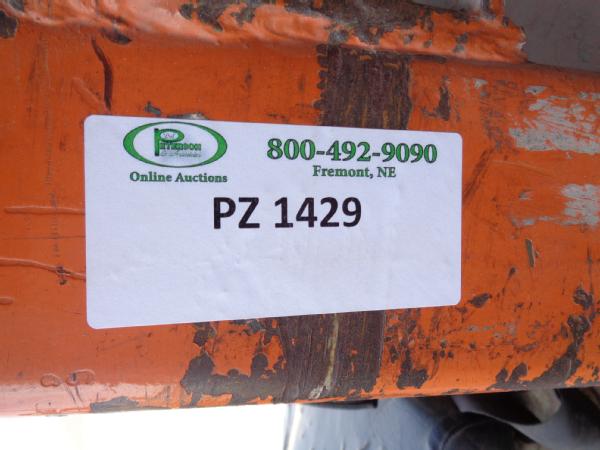 PETERSON
800-492-9090
Online Auctions
Fremont, NE
PZ 1429